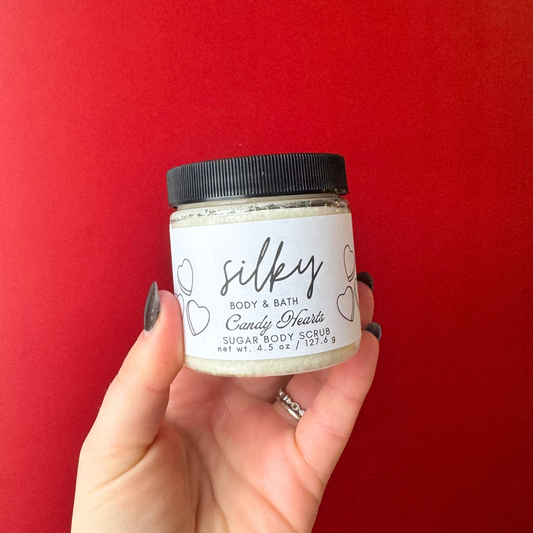 silky
BODY & BATH
Candy Hearts
SUGAR BODY SCRUB
net wt. 4.5 oz / 127.6 g